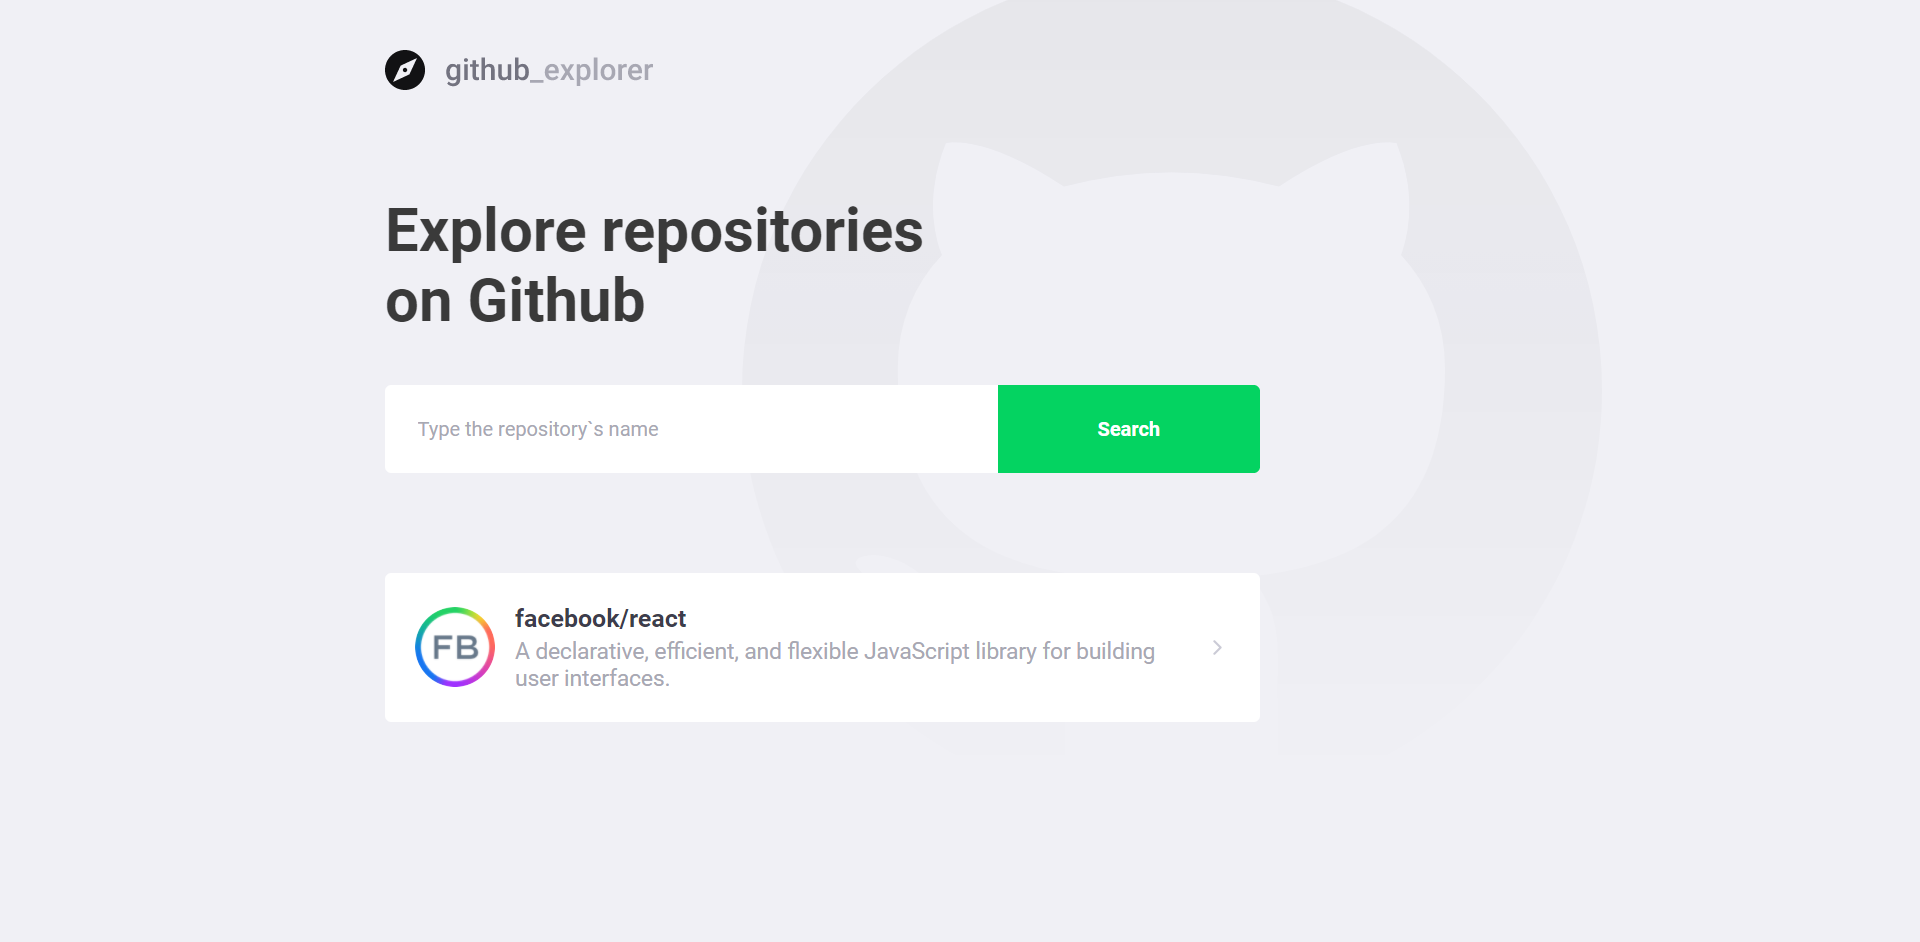 github_explorer
Explore repositories
on Github
Type the repository`s name
Search
FB
facebook/react
A declarative, efficient, and flexible JavaScript library for building
user interfaces.